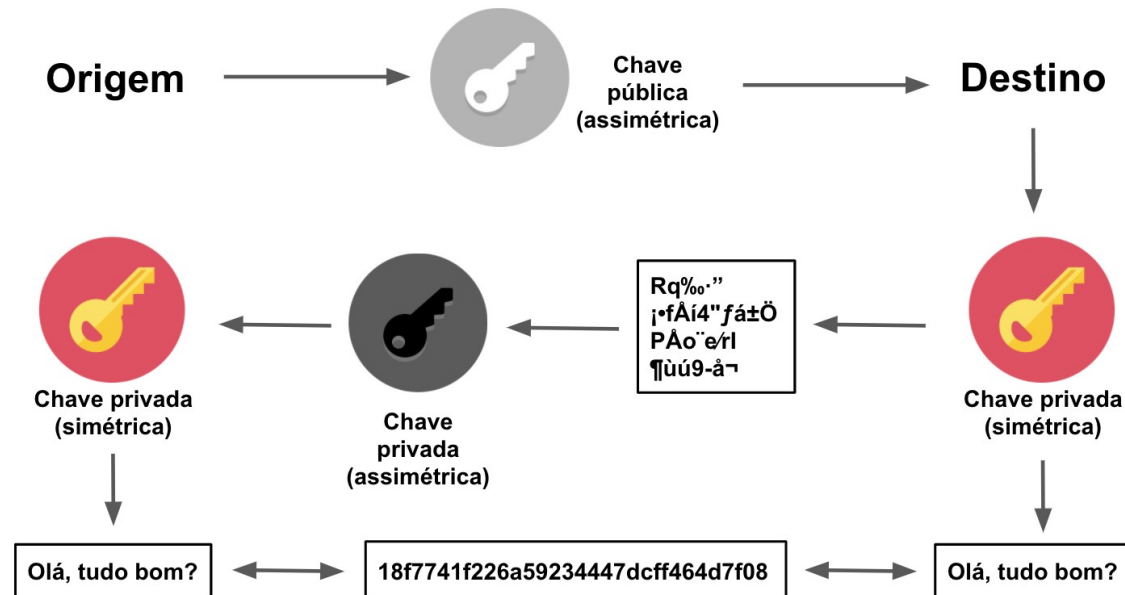 Origem
Chave
pública
(assimétrica)
Destino
Chave privada
(simétrica)
Chave
privada
(assimétrica)
Rq‰·”
¡•fÅí4"ƒá±Ö
PÅo¨e⁄rl
¶ùú9-å¬
Chave privada
(simétrica)
Olá, tudo bom?
18f7741f226a59234447dcff464d7f08
Olá, tudo bom?